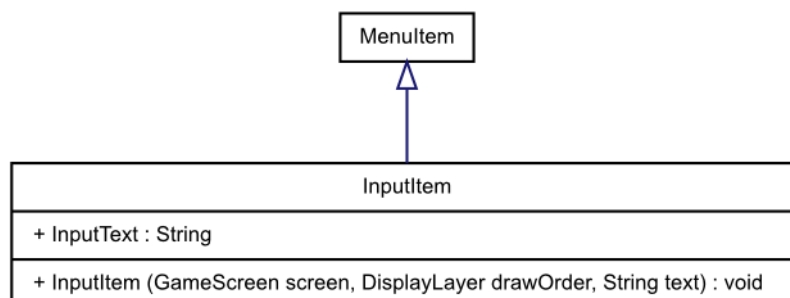 MenuItem
InputItem
+ InputText : String
+ InputItem (GameScreen screen, DisplayLayer drawOrder, String text) : void